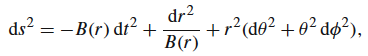 ds² = −B(r) dt² + dr²/B(r) + r²(dθ² + θ² dϕ²),